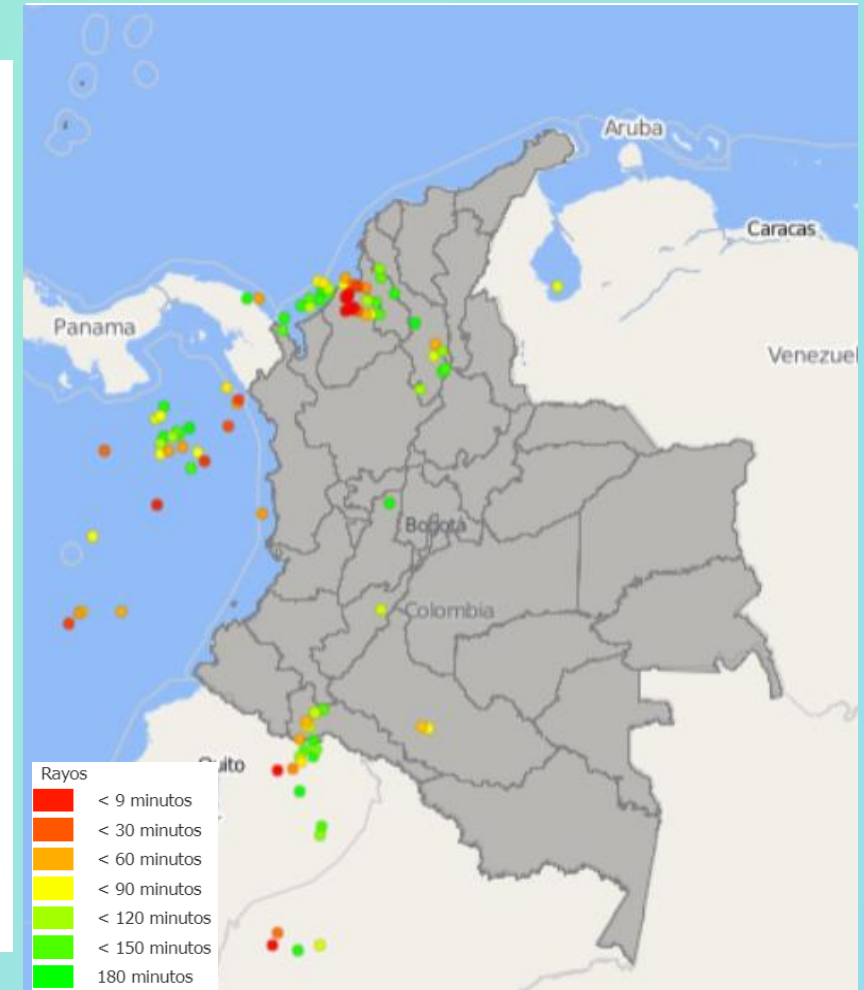 Aruba
Caracas
Panama
Venezuel
Bogotá
Colombia
Quito
Rayos
< 9 minutos
< 30 minutos
< 60 minutos
< 90 minutos
< 120 minutos
< 150 minutos
180 minutos